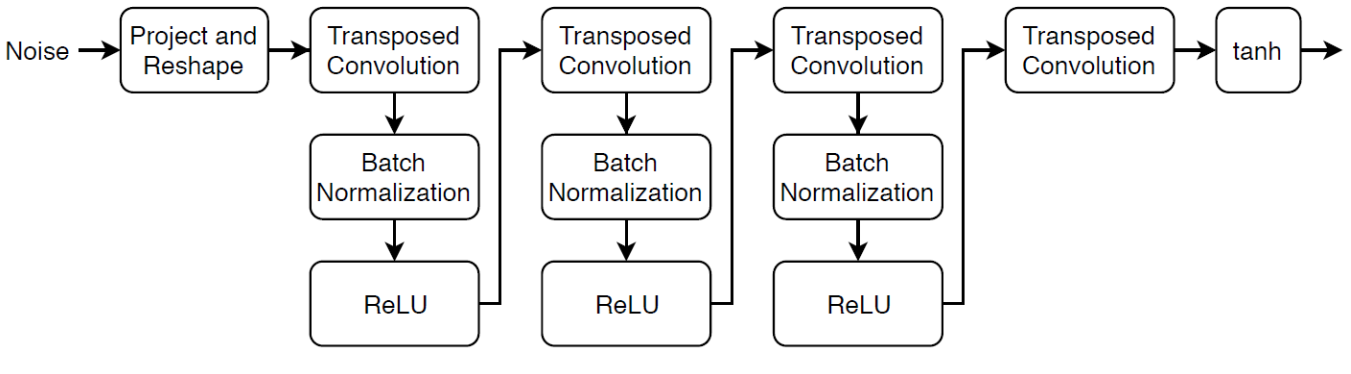 Noise
Project and
Reshape
Transposed
Convolution
Batch
Normalization
ReLU
Transposed
Convolution
Batch
Normalization
ReLU
Transposed
Convolution
Batch
Normalization
ReLU
Transposed
Convolution
tanh